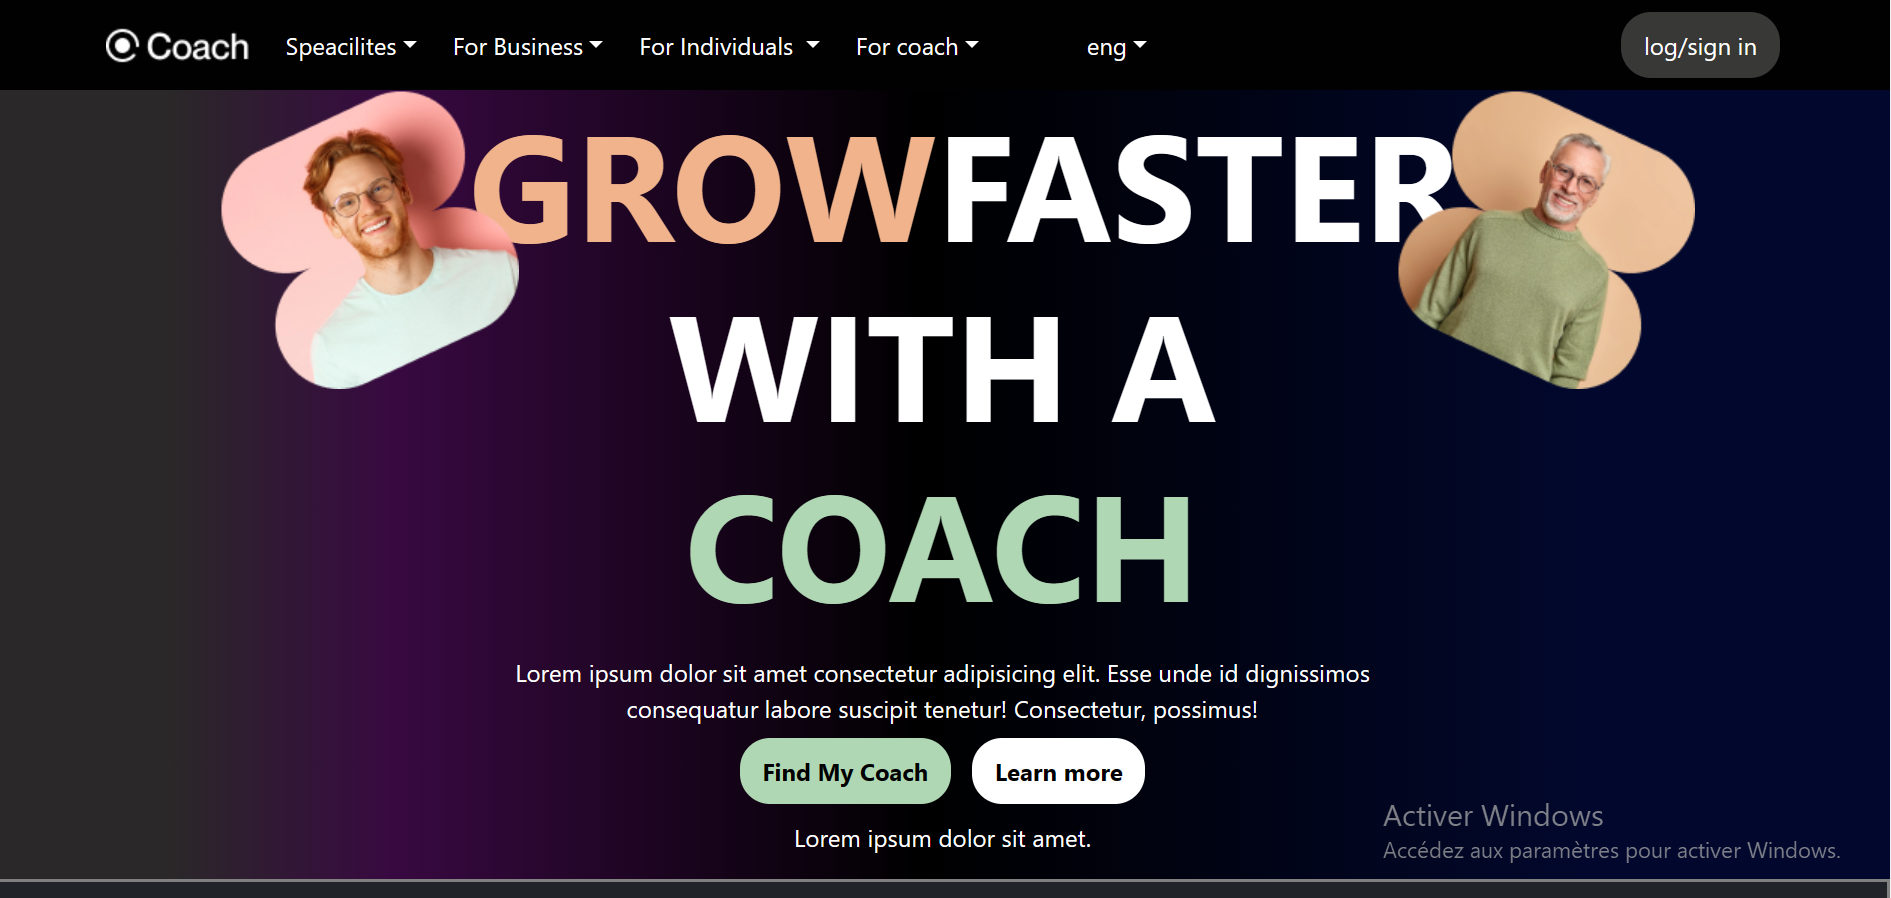 Coach
Speacilites
For Business
For Individuals
For coach
eng
log/sign in
GROWFASTER
WITH A
COACH
Lorem ipsum dolor sit amet consectetur adipisicing elit. Esse unde id dignissimos
consequatur labore suscipit tenetur! Consectetur, possimus!
Find My Coach
Learn more
Lorem ipsum dolor sit amet.
Activer Windows
Accédez aux paramètres pour activer Windows.